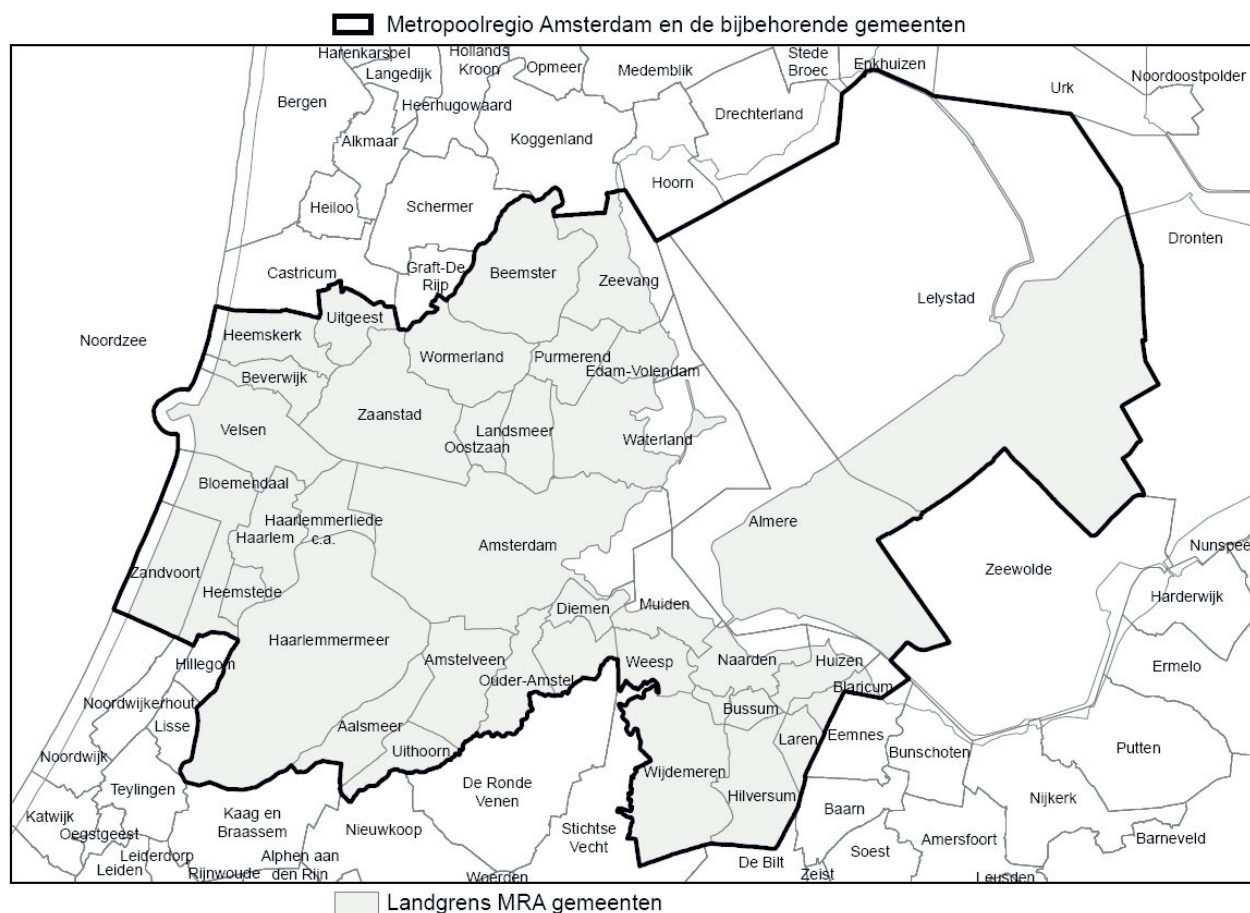 Metropoolregio Amsterdam en de bijbehorende gemeenten
Harenkarspel
Hollands
Kroon
Opmeer
Medemblik
Stede
Broec
Enkhuizen
Urk
Noordoostpolder
Langedijk
Bergen
Heerhugowaard
Drechterland
Alkmaar
Koggenland
Hoorn
Heiloo
Schermer
Dronten
Castricum
Graft-De
Rijp
Beemster
Zeevang
Lelystad
Uitgeest
Noordzee
Heemskerk
Wormerland
Purmerend
Edam-Volendam
Beverwijk
Zaanstad
Velsen
Oostzaan
Landsmeer
Waterland
Bloemendaal
Haarlemmerliede
c.a.
Haarlem
Amsterdam
Almere
Zeewolde
Nunspee
Zandvoort
Heemstede
Diemen
Muiden
Harderwijk
Haarlemmermeer
Amstelveen
Weesp
Naarden
Huizen
Hillegom
Ouder-Amstel
Blaricum
Ermelo
Noordwijkerhout
Lisse
Aalsmeer
Bussum
Laren
Eemnes
Bunschoten
Putten
Noordwijk
Uithoorn
De Ronde
Venen
Wijdemeren
Hilversum
Teylingen
Katwijk
Kaag en
Braassem
Nieuwkoop
Stichtse
Vecht
Baarn
Nijkerk
Oegstgeest
Amersfoort
Barneveld
Leiderdorp
Leiden
Rijnwoude
Alphen aan
den Rijn
Woerden
De Bilt
Soest
Zeist
Leusden
Landgrens MRA gemeenten